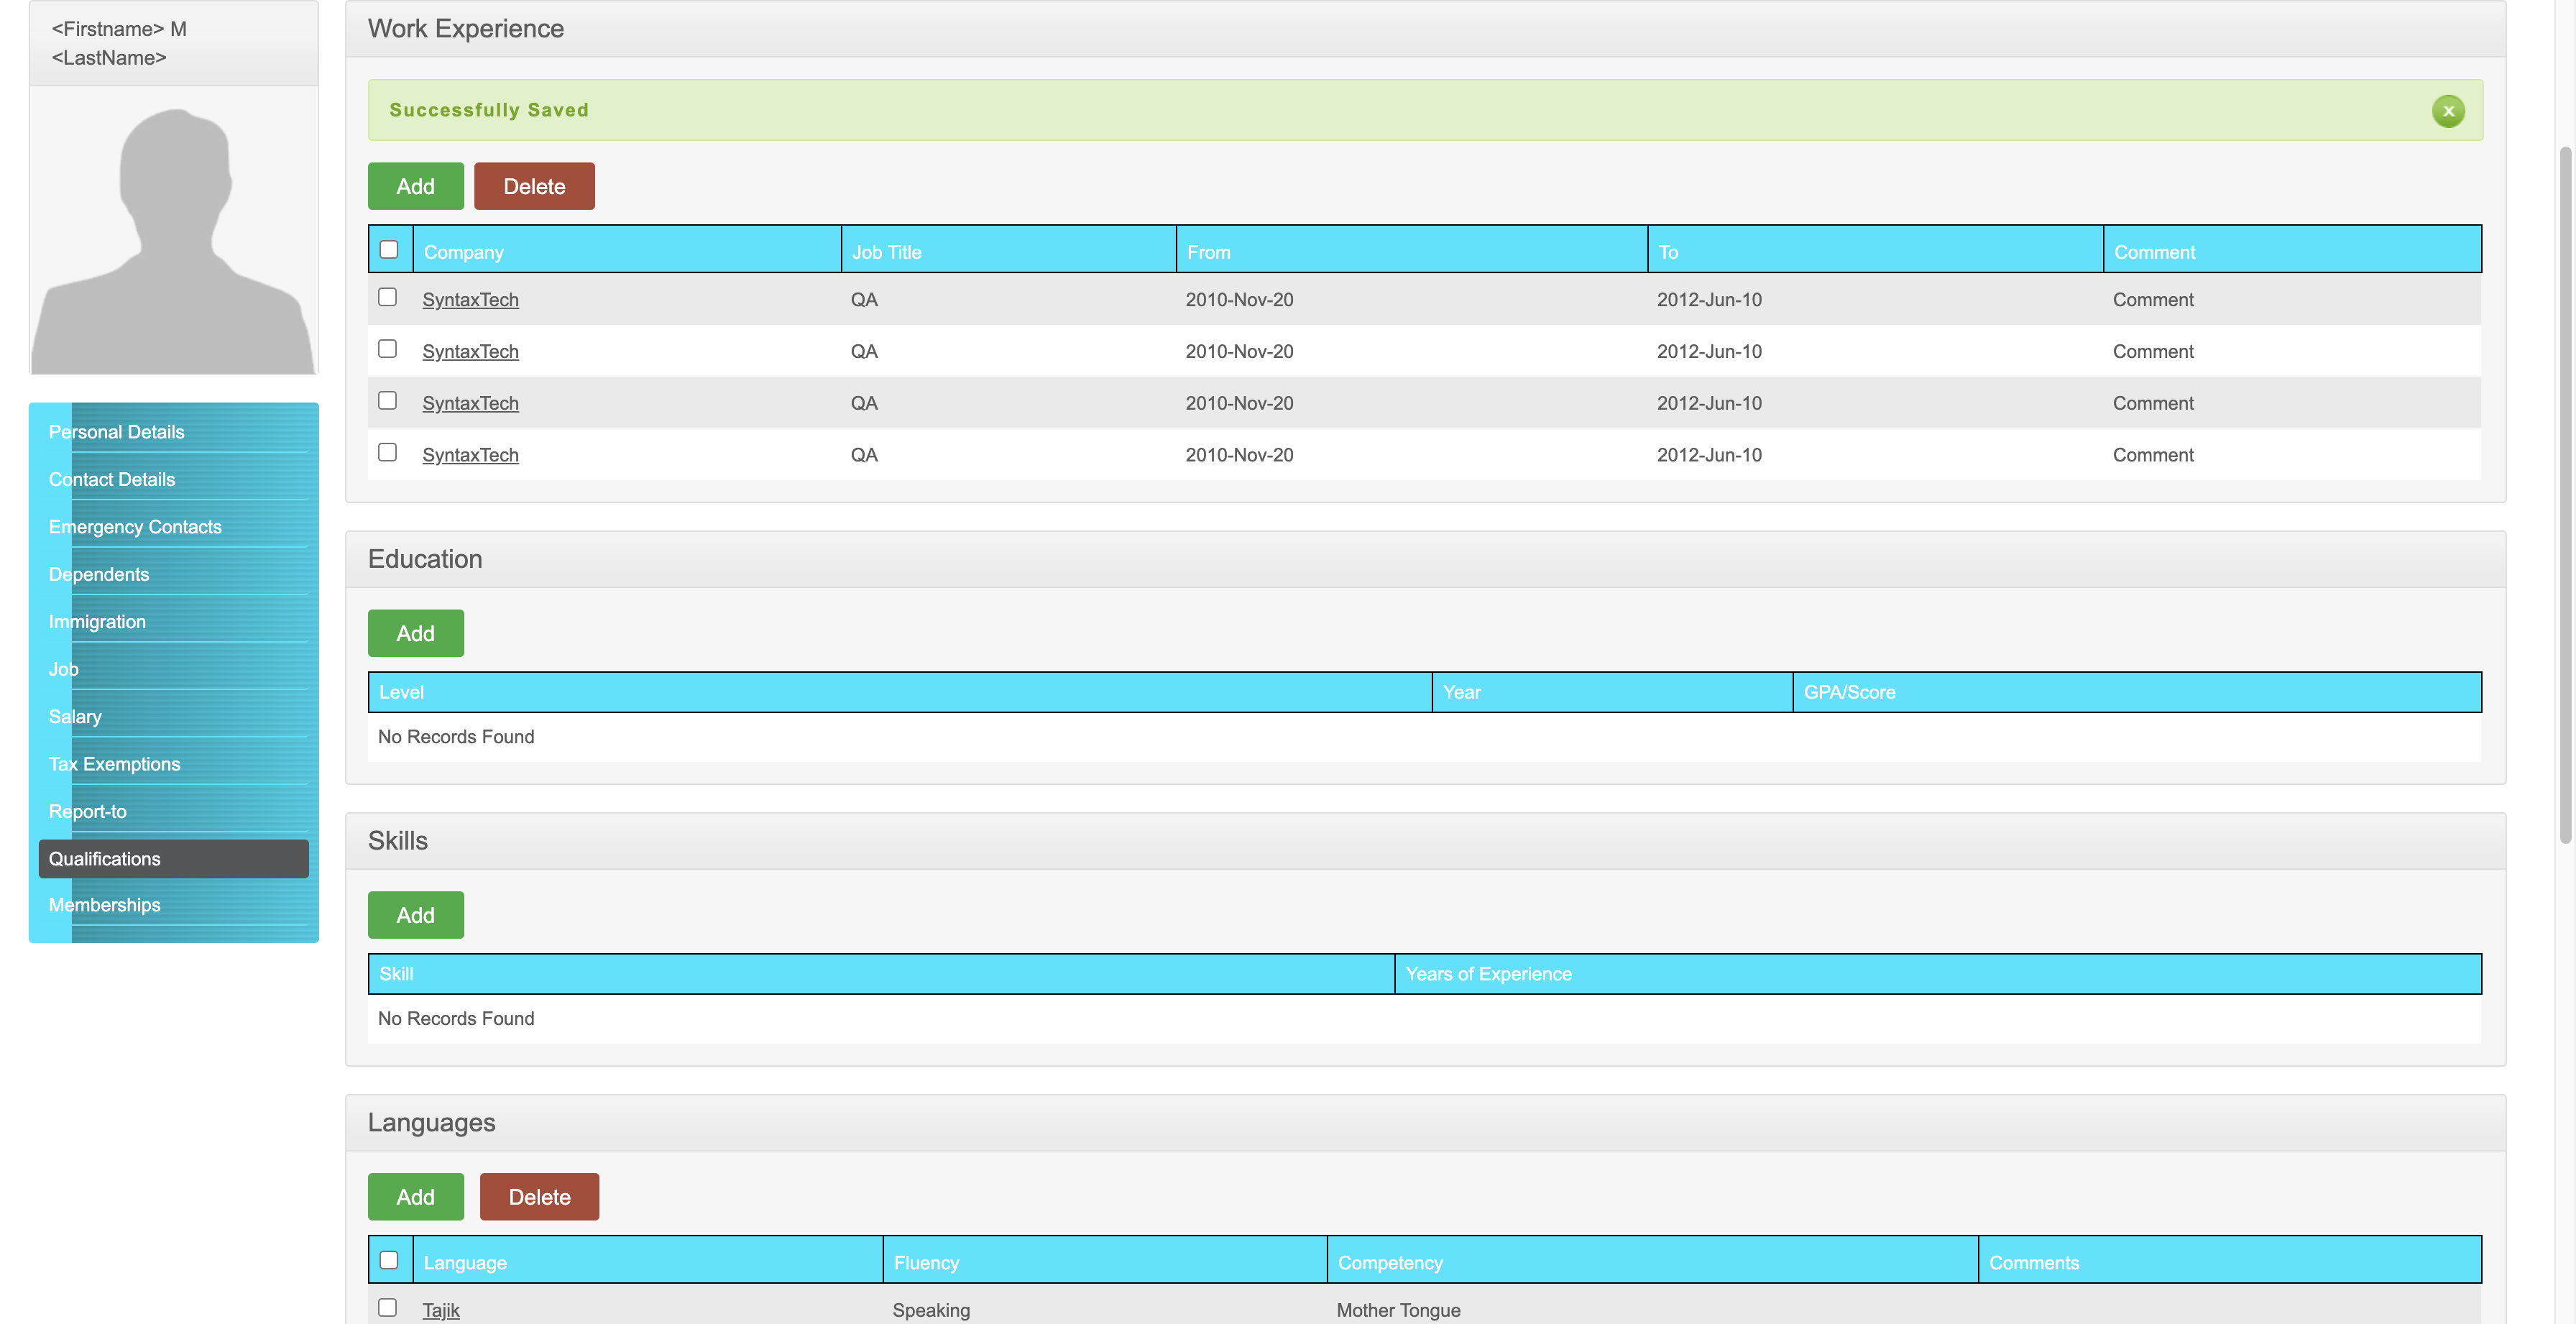 <Firstname> M
<LastName>
Personal Details
Contact Details
Emergency Contacts
Dependents
Immigration
Job
Salary
Tax Exemptions
Report-to
Qualifications
Memberships
Work Experience
Successfully Saved
x
Add Delete
Company Job Title From To Comment
SyntaxTech QA 2010-Nov-20 2012-Jun-10 Comment
SyntaxTech QA 2010-Nov-20 2012-Jun-10 Comment
SyntaxTech QA 2010-Nov-20 2012-Jun-10 Comment
SyntaxTech QA 2010-Nov-20 2012-Jun-10 Comment
Education
Add
Level Year GPA/Score
No Records Found
Skills
Add
Skill Years of Experience
No Records Found
Languages
Add Delete
Language Fluency Competency Comments
Tajik Speaking Mother Tongue